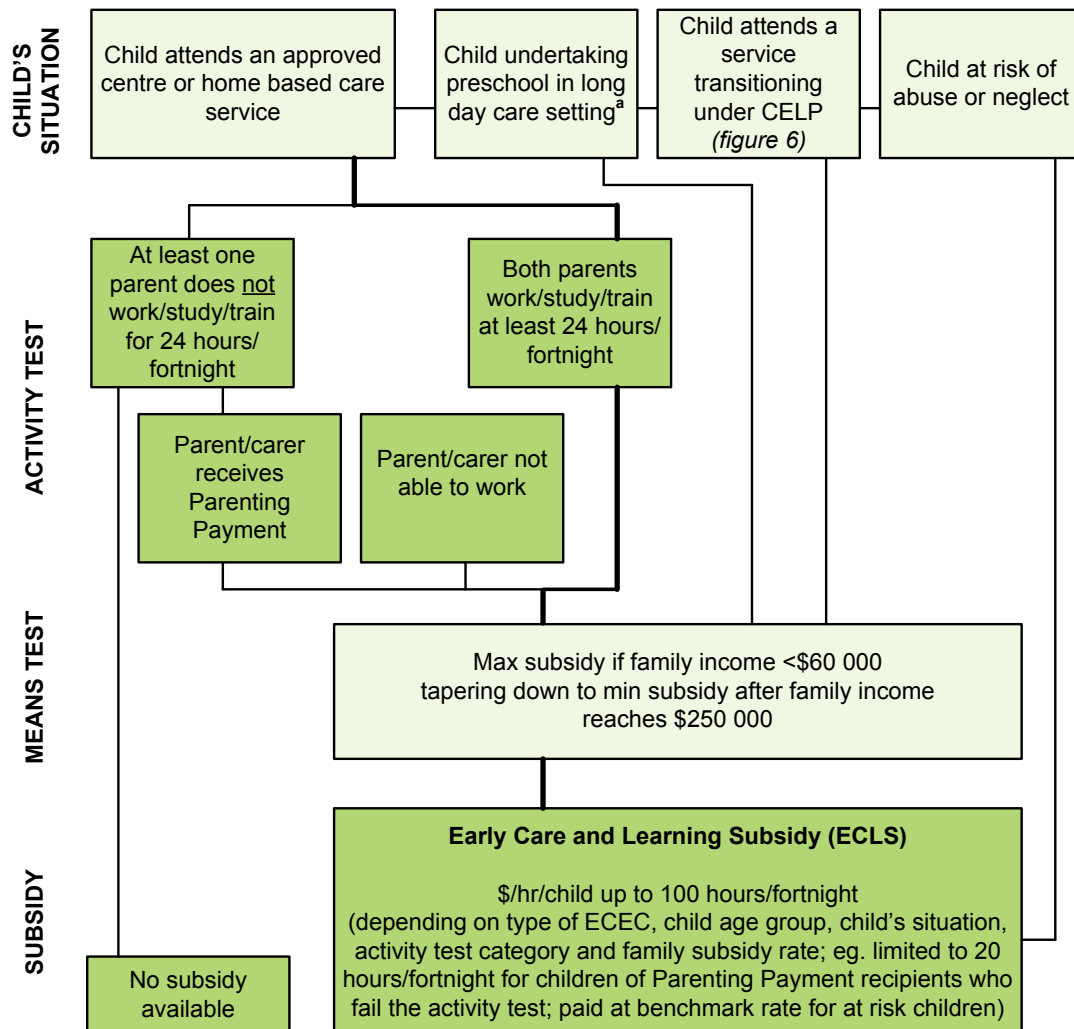 CHILD'S
SITUATION
Child attends an approved
centre or home based care
service
Child undertaking
preschool in long
day care setting^a
Child attends a
service
transitioning
under CELP
(figure 6)
Child at risk of
abuse or neglect
ACTIVITY TEST
At least one
parent does not
work/study/train
for 24 hours/
fortnight
Both parents
work/study/train
at least 24 hours/
fortnight
Parent/carer
receives
Parenting
Payment
Parent/carer not
able to work
MEANS TEST
Max subsidy if family income <$60 000
tapering down to min subsidy after family income
reaches $250 000
SUBSIDY
Early Care and Learning Subsidy (ECLS)
$/hr/child up to 100 hours/fortnight
(depending on type of ECEC, child age group, child's situation,
activity test category and family subsidy rate; eg. limited to 20
hours/fortnight for children of Parenting Payment recipients who
fail the activity test; paid at benchmark rate for at risk children)
No subsidy
available